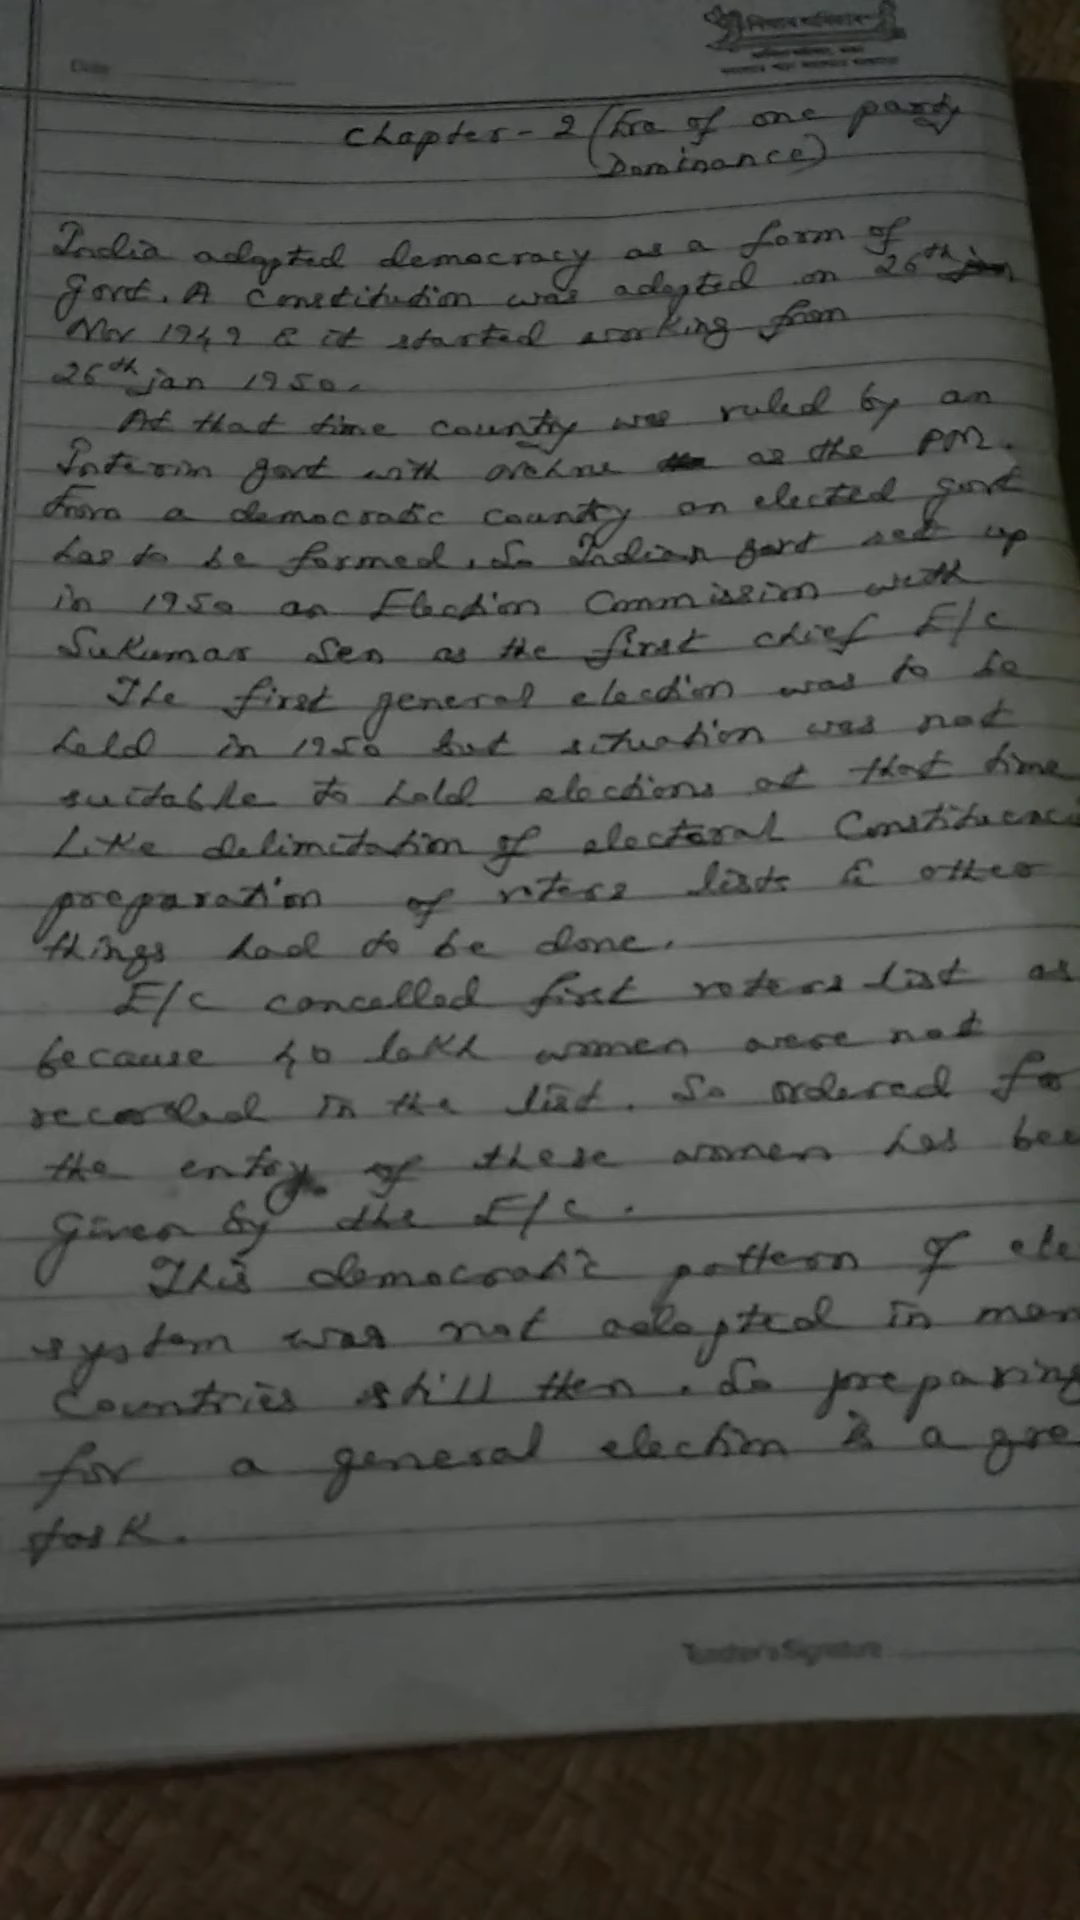 Date
Chapter - 2 (Era of one party
Dominance)
India adopted democracy as a form of
Govt. A Constitution was adopted on 26th
Nov 1949 & it started working from
26th jan 1950.
At that time country was ruled by an
Interim govt with as the PM.
From a democratic country an elected govt
has to be formed. So Indian govt set up
in 1950 an Election Commission with
Sukumar Sen as the first chief E/C
The first general election was to be
held in 1950 but situation was not
suitable to hold elections at that time
Like delimitation of electoral Constituenci
preparation of voters lists & other
things had to be done.
E/C cancelled first voters list as
because 40 lakh women were not
recorded in the list. So ordered for
the entry of these women has bee
Given by the E/C.
This democratic pattern of ele
system was not adopted in man
Countries still then. So preparing
for a general election is a gre
task.
Teacher's Signature